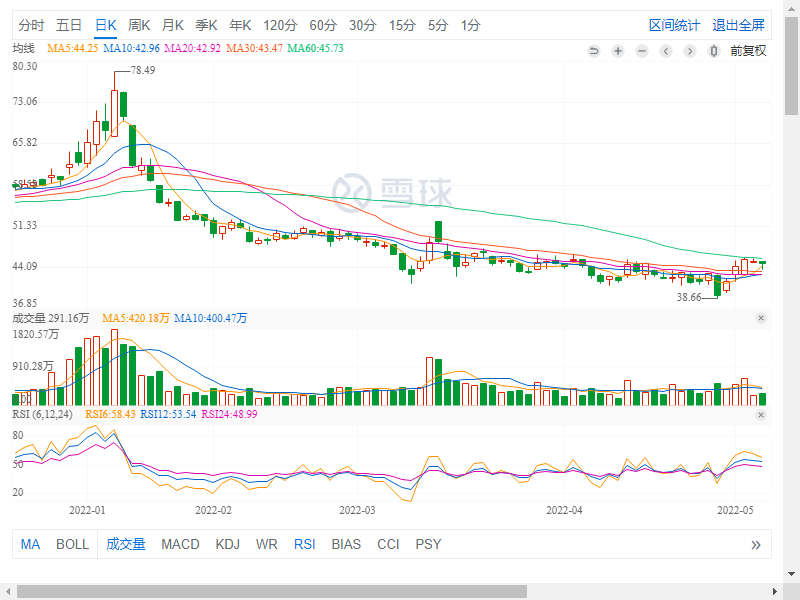 分时 五日 日K 周K 月K 季K 年K 120分 60分 30分 15分 5分 1分 区间统计 退出全屏
均线 MA5:44.25 MA10:42.96 MA20:42.92 MA30:43.47 MA60:45.73 前复权
80.30
78.49
73.06
65.82
雪球
51.33
44.09
38.66
36.85
成交量 291.16万 MA5:420.18万 MA10:400.47万
1820.57万
910.28万
RSI (6,12,24) RSI6:58.43 RSI12:53.54 RSI24:48.99
80
50
20
2022-01 2022-02 2022-03 2022-04 2022-05
MA BOLL 成交量 MACD KDJ WR RSI BIAS CCI PSY »